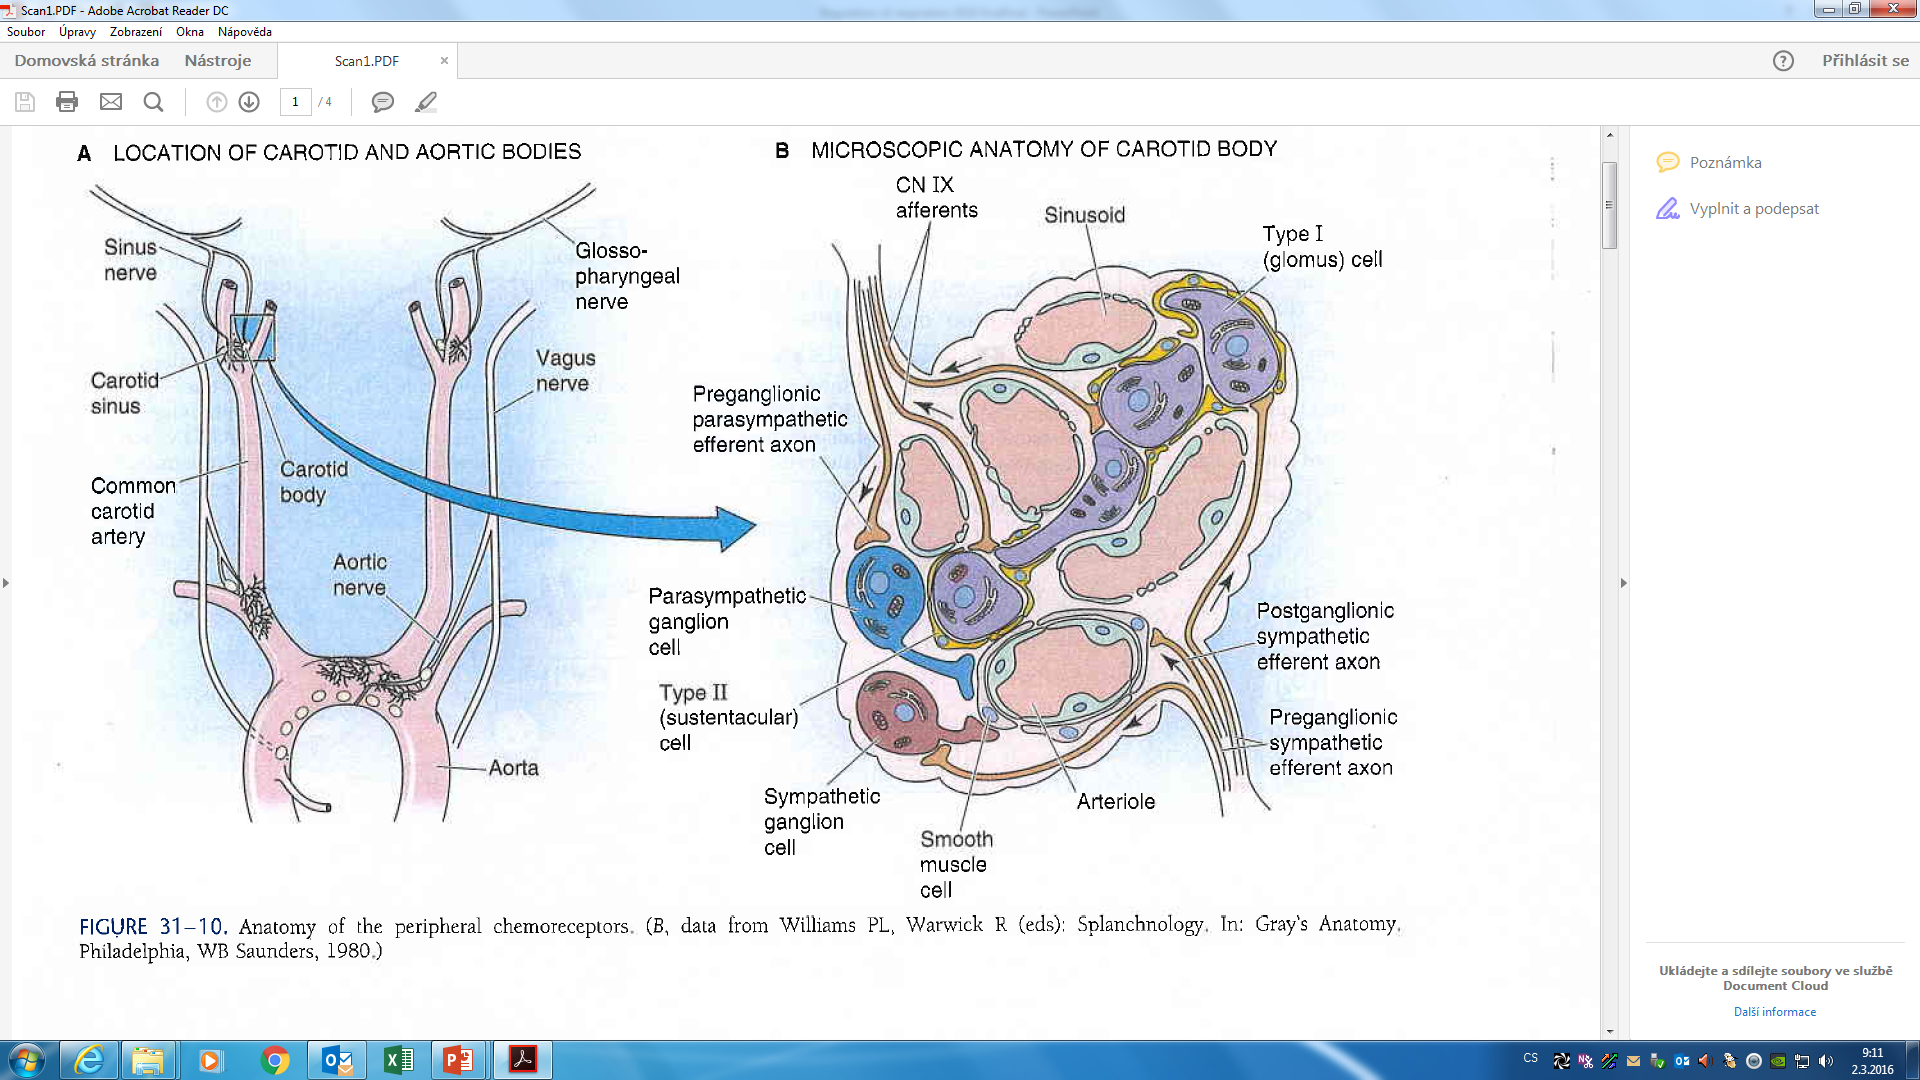 Scan1.PDF - Adobe Acrobat Reader DC
Soubor Úpravy Zobrazení Okna Nápověda
Domovská stránka Nástroje Scan1.PDF × ? Přihlásit se
1 / 4
Poznámka
Vyplnit a podepsat
A LOCATION OF CAROTID AND AORTIC BODIES
Sinus
nerve
Glosso-
pharyngeal
nerve
Carotid
sinus
Vagus
nerve
Common
carotid
artery
Carotid
body
Aortic
nerve
Aorta
B MICROSCOPIC ANATOMY OF CAROTID BODY
CN IX
afferents
Sinusoid
Type I
(glomus) cell
Preganglionic
parasympathetic
efferent axon
Parasympathetic
ganglion
cell
Type II
(sustentacular)
cell
Sympathetic
ganglion
cell
Smooth
muscle
cell
Arteriole
Postganglionic
sympathetic
efferent axon
Preganglionic
sympathetic
efferent axon
FIGURE 31–10. Anatomy of the peripheral chemoreceptors. (B, data from Williams PL, Warwick R (eds): Splanchnology. In: Gray's Anatomy.
Philadelphia, WB Saunders, 1980.)
Ukládejte a sdílejte soubory ve službě
Document Cloud
Další informace
CS
9:11
2.3.2016